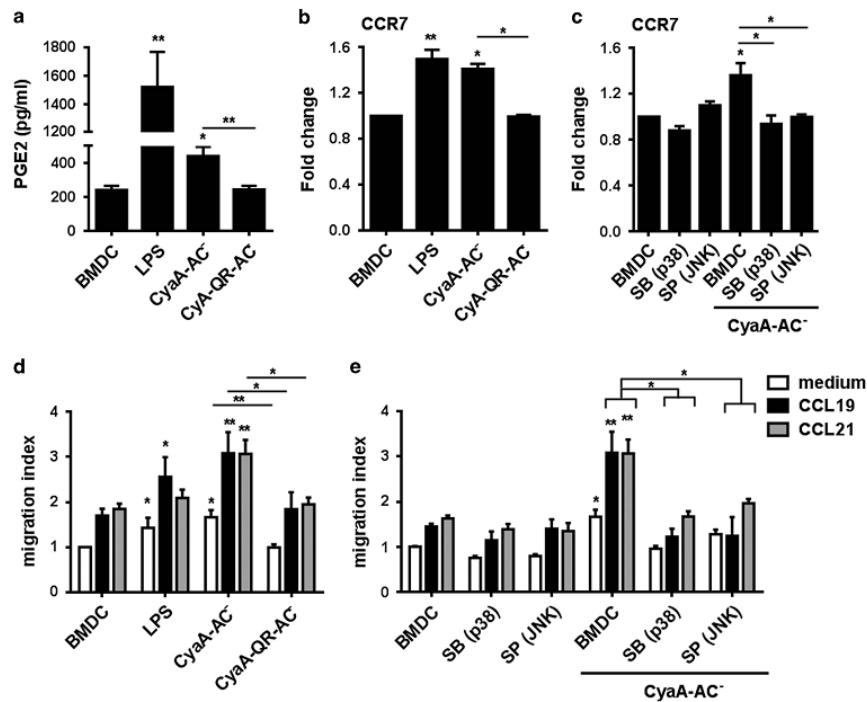 a
PGE2 (pg/ml)
1800
1600
1400
1200
400
200
0
**
*
**
BMDC
LPS
CyaA-AC⁻
CyA-QR-AC
b
CCR7
Fold change
1.6
1.2
0.8
0.4
0.0
**
*
*
BMDC
LPS
CyaA-AC⁻
CyA-QR-AC
c
CCR7
Fold change
1.6
1.2
0.8
0.4
0.0
*
*
*
BMDC
SB (p38)
SP (JNK)
BMDC
SB (p38)
SP (JNK)
CyaA-AC⁻
d
migration index
4
3
2
1
0
*
*
**
*
*
*
**
**
BMDC
LPS
CyaA-AC⁻
CyaA-QR-AC⁻
e
migration index
4
3
2
1
0
*
*
**
**
*
BMDC
SB (p38)
SP (JNK)
BMDC
SB (p38)
SP (JNK)
CyaA-AC⁻
medium
CCL19
CCL21